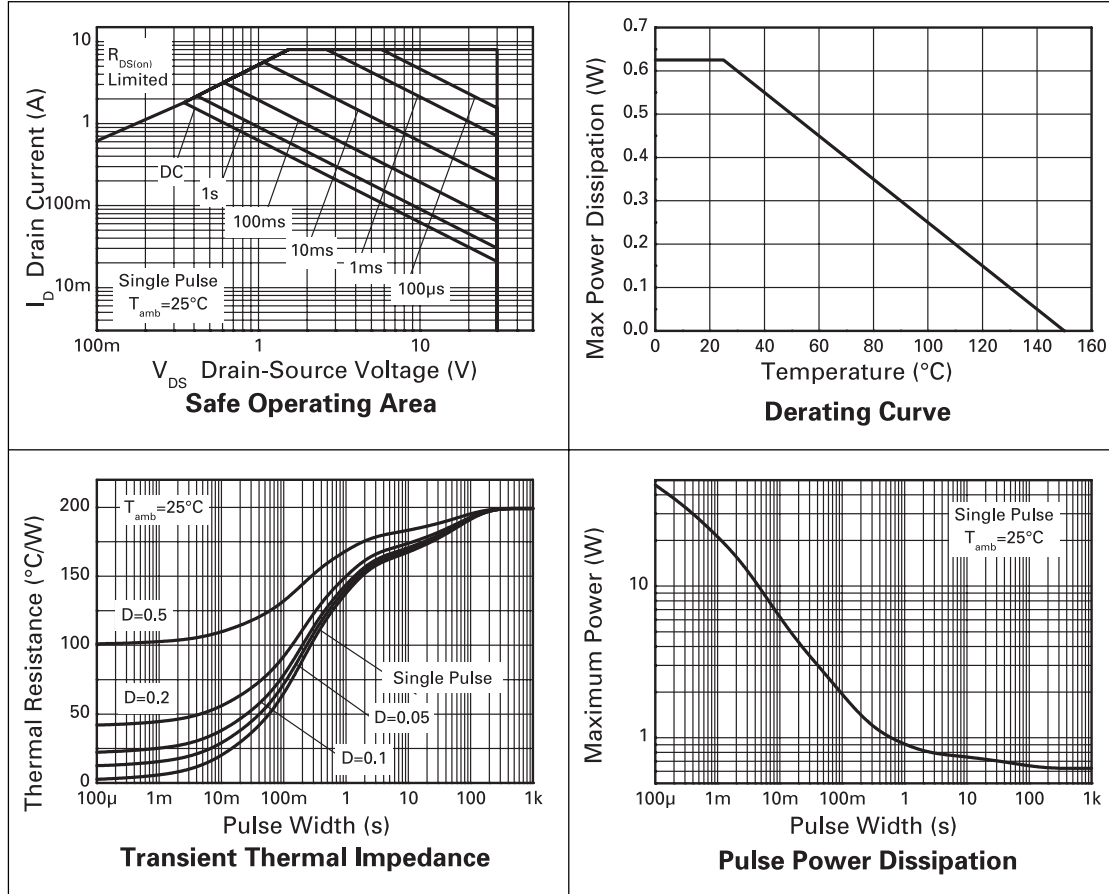 10
1
100m
10m
I_D Drain Current (A)
R_DS(on)
Limited
DC
1s
100ms
10ms
1ms
100µs
Single Pulse
T_amb=25°C
100m 1 10
V_DS Drain-Source Voltage (V)
Safe Operating Area
0.7
0.6
0.5
0.4
0.3
0.2
0.1
0.0
Max Power Dissipation (W)
0 20 40 60 80 100 120 140 160
Temperature (°C)
Derating Curve
200
150
100
50
0
Thermal Resistance (°C/W)
T_amb=25°C
D=0.5
D=0.2
Single Pulse
D=0.05
D=0.1
100µ 1m 10m 100m 1 10 100 1k
Pulse Width (s)
Transient Thermal Impedance
10
1
Maximum Power (W)
Single Pulse
T_amb=25°C
100µ 1m 10m 100m 1 10 100 1k
Pulse Width (s)
Pulse Power Dissipation